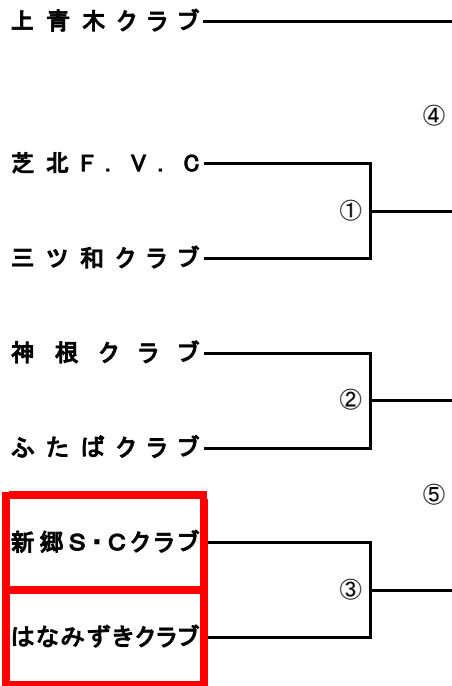 上青木クラブ
④
芝北F.V.C
①
三ツ和クラブ
神根クラブ
②
ふたばクラブ
⑤
新郷S・Cクラブ
③
はなみずきクラブ